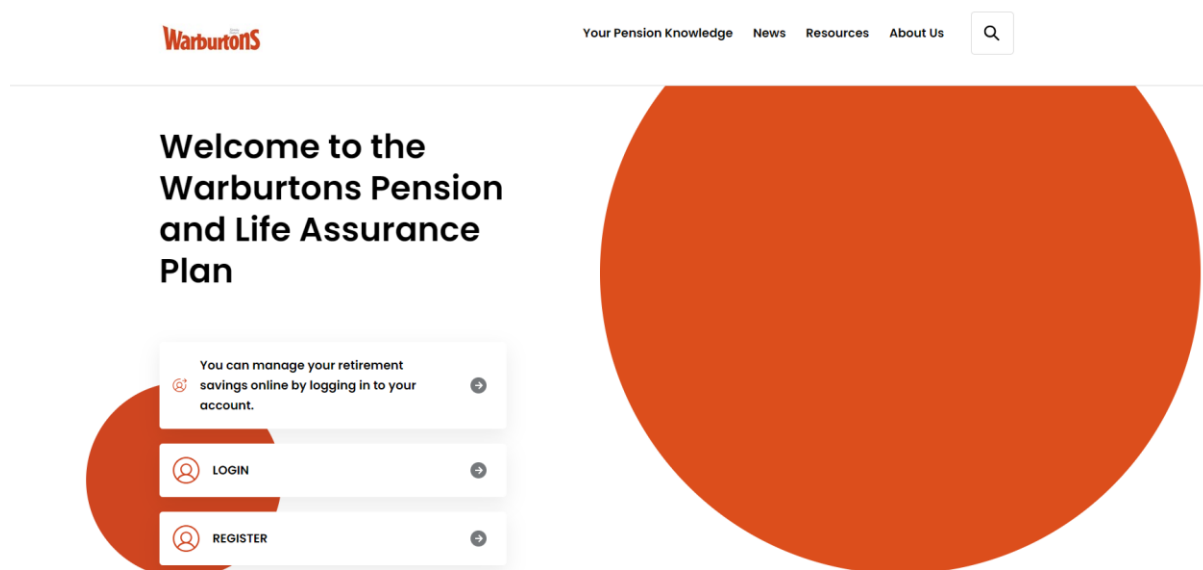 Warburtons
Your Pension Knowledge News Resources About Us
Welcome to the
Warburtons Pension
and Life Assurance
Plan
You can manage your retirement
savings online by logging in to your
account.
LOGIN
REGISTER